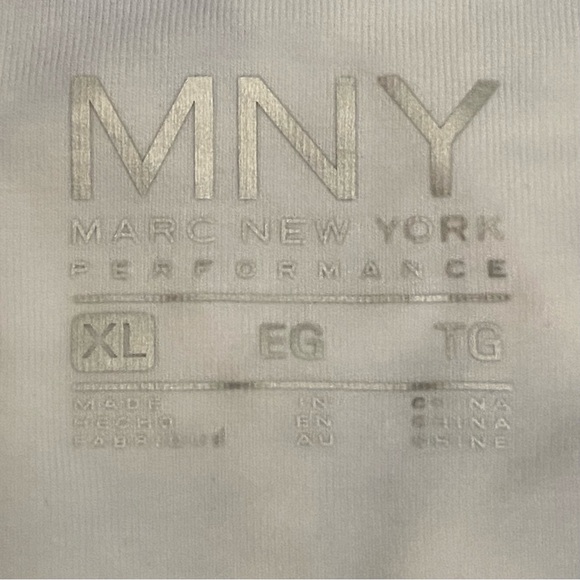 MNY
MARC NEW YORK
PERFORMANCE
XL EG TG
MADE IN CHINA
HECHO EN CHINA
FABRIQUÉ AU CHINE